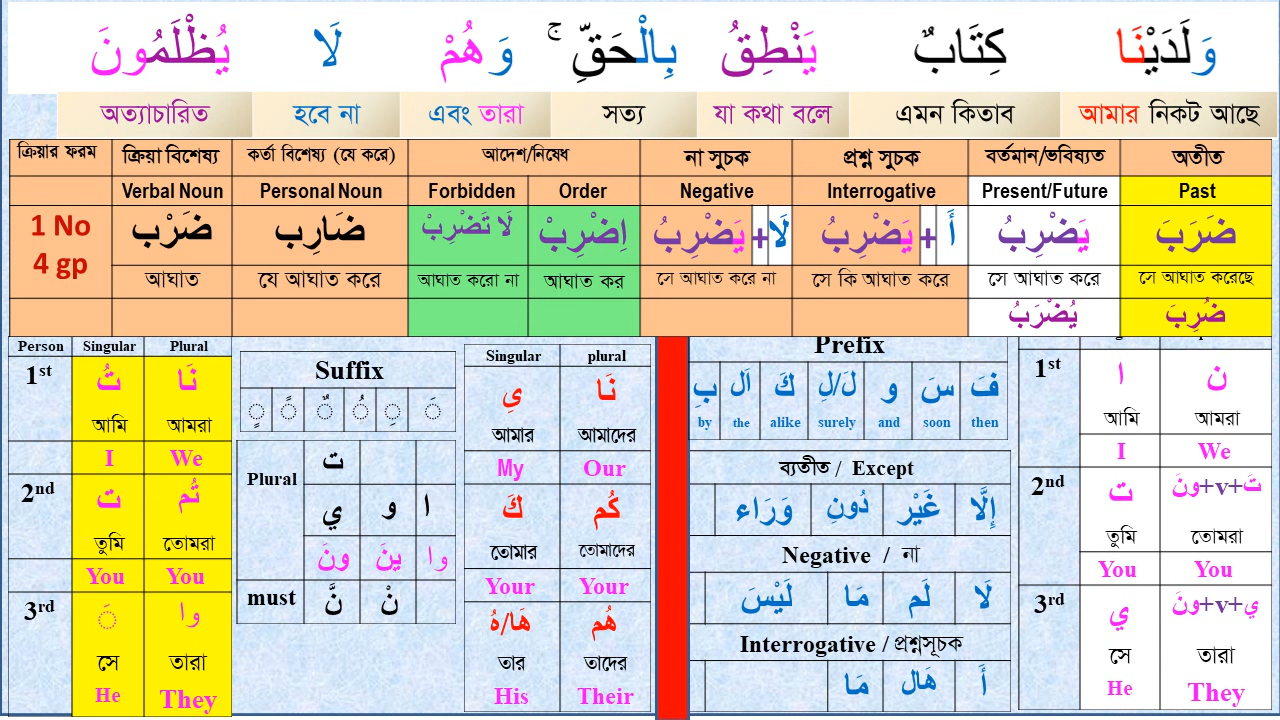 وَلَدَيْنَا كِتَابٌ يَنْطِقُ بِالْحَقِّ ۚ وَهُمْ لَا يُظْلَمُونَ
অত্যাচারিত হবে না এবং তারা সত্য যা কথা বলে এমন কিতাব আমার নিকট আছে
ক্রিয়ার ফরম ক্রিয়া বিশেষ্য কর্তা বিশেষ্য (যে করে) আদেশ/নিষেধ না সুচক প্রশ্ন সুচক বর্তমান/ভবিষ্যত অতীত
Verbal Noun Personal Noun Forbidden Order Negative Interrogative Present/Future Past
1 No
4 gp
ضَرْب ضَارِب لَا تَضْرِبْ اِضْرِبْ يَضْرِبُ+لَا يَضْرِبُ + أَ يَضْرِبُ ضَرَبَ
আঘাত যে আঘাত করে আঘাত করো না আঘাত কর সে আঘাত করে না সে কি আঘাত করে সে আঘাত করে সে আঘাত করেছে
يُضْرَبُ ضُرِبَ
Person Singular Plural
1st تُ نَا
আমি আমরা
I We
2nd ت تُم
তুমি তোমরা
You You
3rd َ وا
সে তারা
He They
Suffix
ٍ ً ٌ ُ ِ َ
Plural ت
ي و ا
ونَ ينَ وا
must نَّ نْ
Singular plural
يِ نَا
আমার আমাদের
My Our
كَ كُم
তোমার তোমাদের
Your Your
هَا/هُ هُم
তার তাদের
His Their
Prefix
بِ اَل كَ لَ/لِ و سَ فَ
by the alike surely and soon then
ব্যতীত / Except
وَرَاء دُونِ غَيْر إِلَّا
Negative / না
لَيْسَ مَا لَم لَا
Interrogative / প্রশ্নসূচক
مَا هَال أَ
1st ا ن
আমি আমরা
I We
2nd ت تَ+v+ونَ
তুমি তোমরা
You You
3rd ي ي+v+ونَ
সে তারা
He They